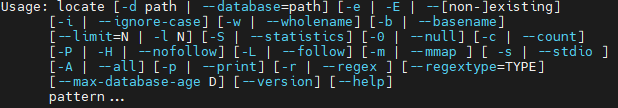 Usage: locate [-d path | --database=path] [-e | -E | --[non-]existing]
[-i | --ignore-case] [-w | --wholename] [-b | --basename]
[--limit=N | -l N] [-S | --statistics] [-0 | --null] [-c | --count]
[-P | -H | --nofollow] [-L | --follow] [-m | --mmap ] [ -s | --stdio ]
[-A | --all] [-p | --print] [-r | --regex ] [--regextype=TYPE]
[--max-database-age D] [--version] [--help]
pattern...